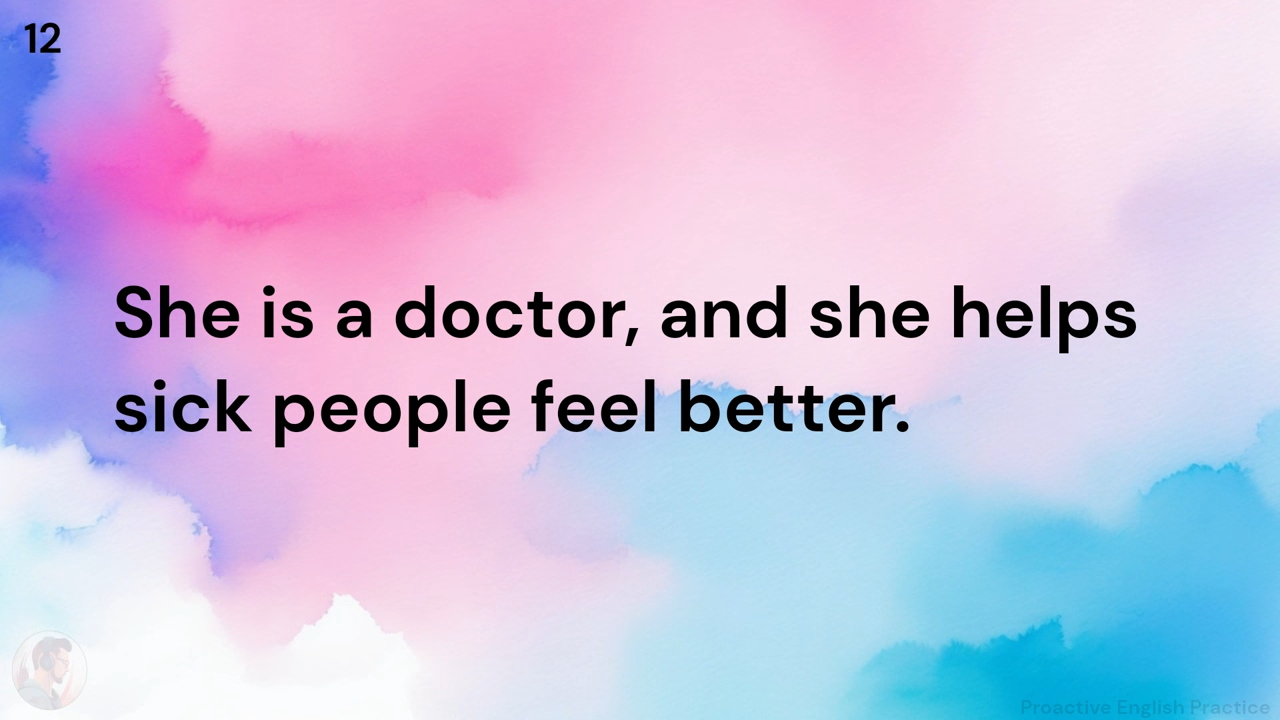 12
She is a doctor, and she helps
sick people feel better.
Proactive English Practice